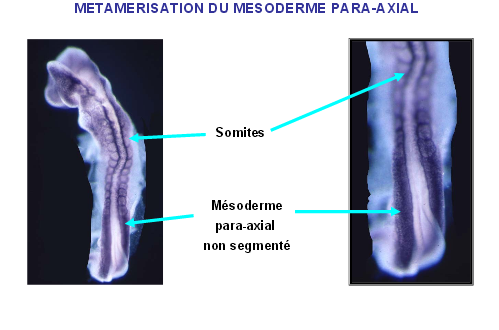 METAMERISATION DU MESODERME PARA-AXIAL
Somites
Mésoderme
para-axial
non segmenté